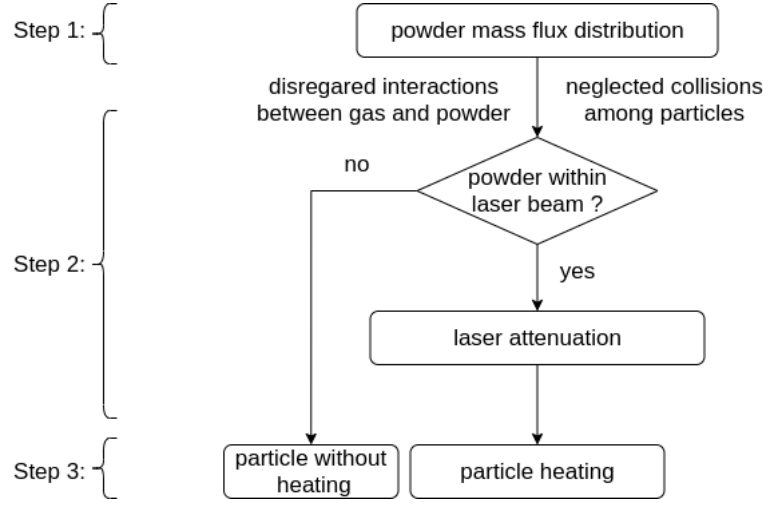 Step 1:
powder mass flux distribution
disregared interactions
between gas and powder
neglected collisions
among particles
no
powder within
laser beam ?
Step 2:
yes
laser attenuation
Step 3:
particle without
heating
particle heating